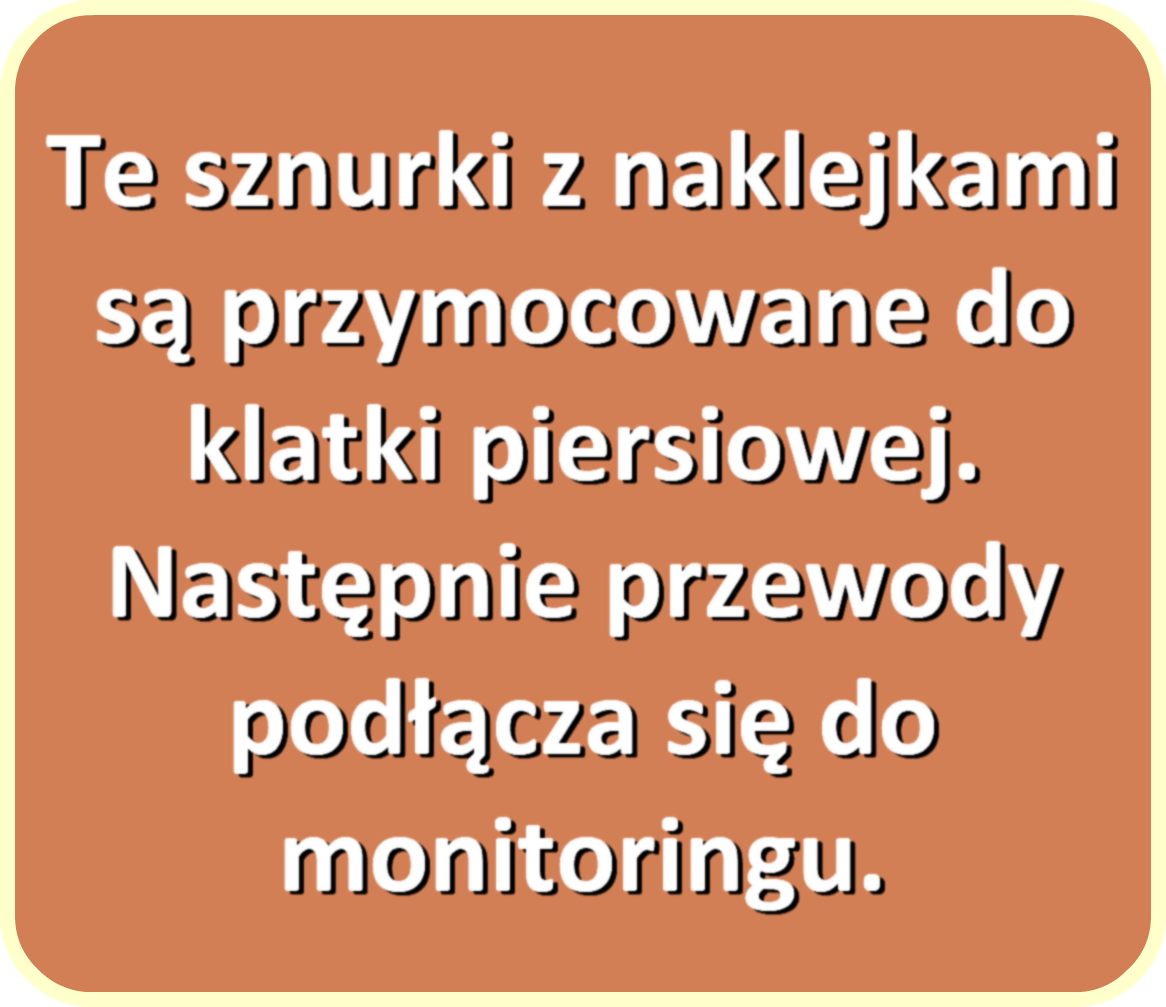 Te sznurki z naklejkami
są przymocowane do
klatki piersiowej.
Następnie przewody
podłącza się do
monitoringu.